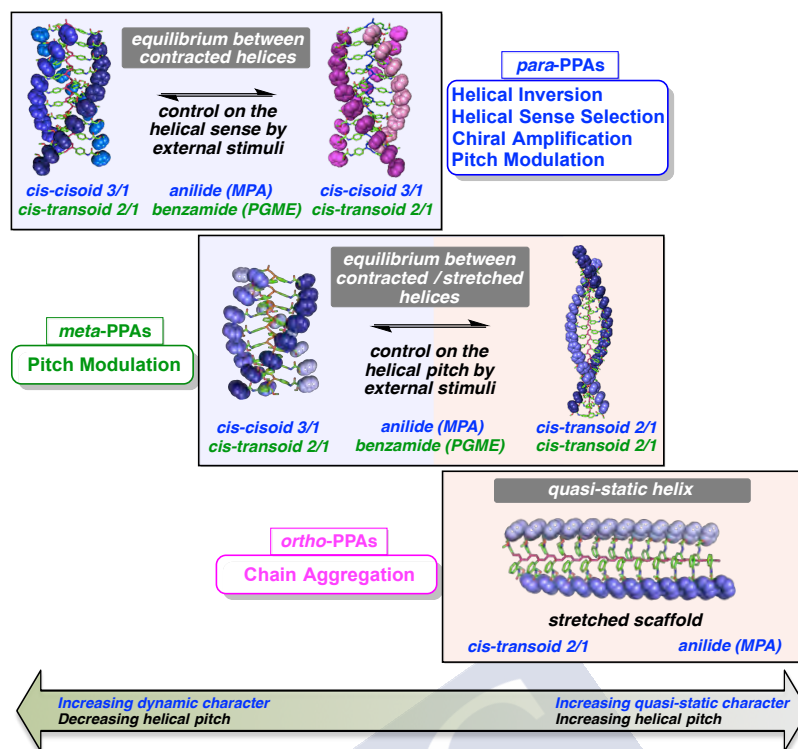 equilibrium between
contracted helices
control on the
helical sense by
external stimuli
cis-cisoid 3/1 anilide (MPA) cis-cisoid 3/1
cis-transoid 2/1 benzamide (PGME) cis-transoid 2/1
para-PPAs
Helical Inversion
Helical Sense Selection
Chiral Amplification
Pitch Modulation
meta-PPAs
Pitch Modulation
equilibrium between
contracted /stretched
helices
control on the
helical pitch by
external stimuli
cis-cisoid 3/1 anilide (MPA) cis-transoid 2/1
cis-transoid 2/1 benzamide (PGME) cis-transoid 2/1
ortho-PPAs
Chain Aggregation
quasi-static helix
stretched scaffold
cis-transoid 2/1 anilide (MPA)
Increasing dynamic character Increasing quasi-static character
Decreasing helical pitch Increasing helical pitch